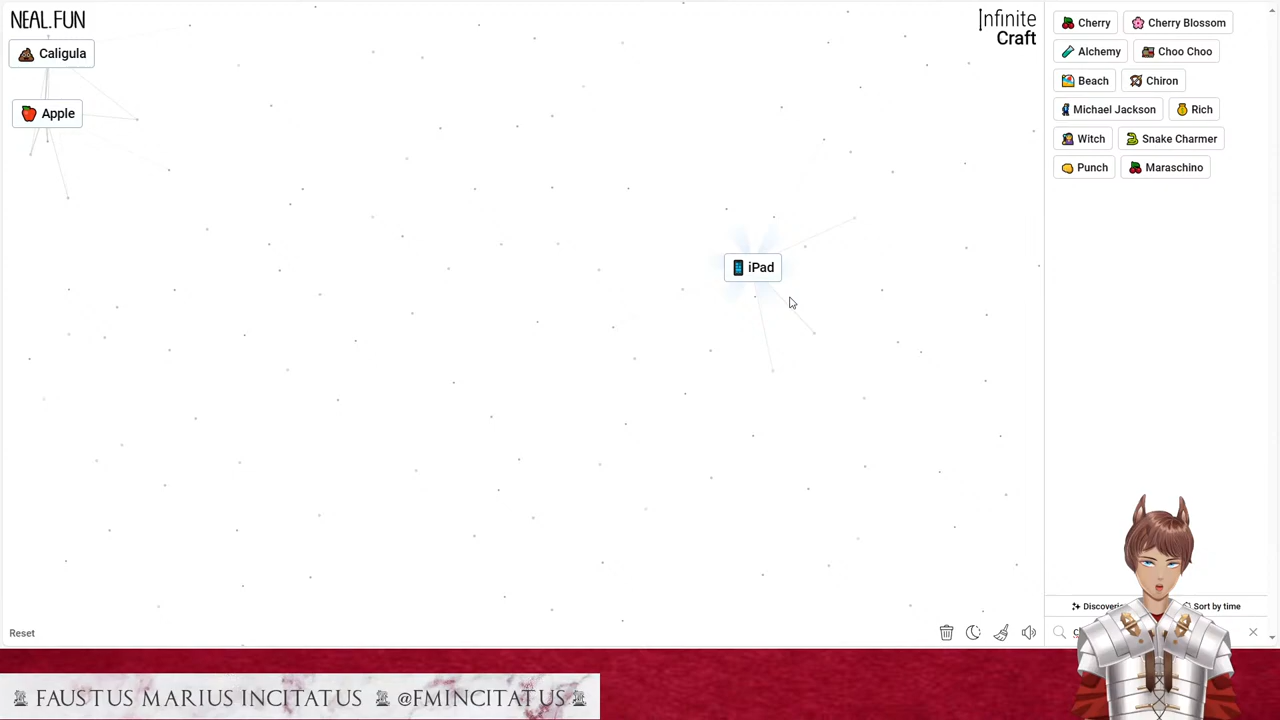 NEAL.FUN
Infinite
Craft
Caligula
Apple
iPad
Cherry
Cherry Blossom
Alchemy
Choo Choo
Beach
Chiron
Michael Jackson
Rich
Witch
Snake Charmer
Punch
Maraschino
Sort by time
Reset
FAUSTUS MARIUS INCITATUS @FMINCITATUS